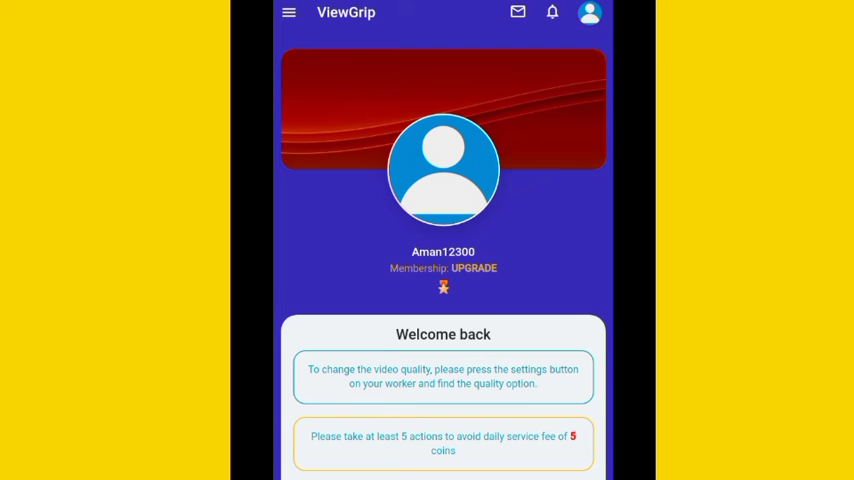 ViewGrip
Aman12300
Membership: UPGRADE
Welcome back
To change the video quality, please press the settings button
on your worker and find the quality option.
Please take at least 5 actions to avoid daily service fee of 5
coins